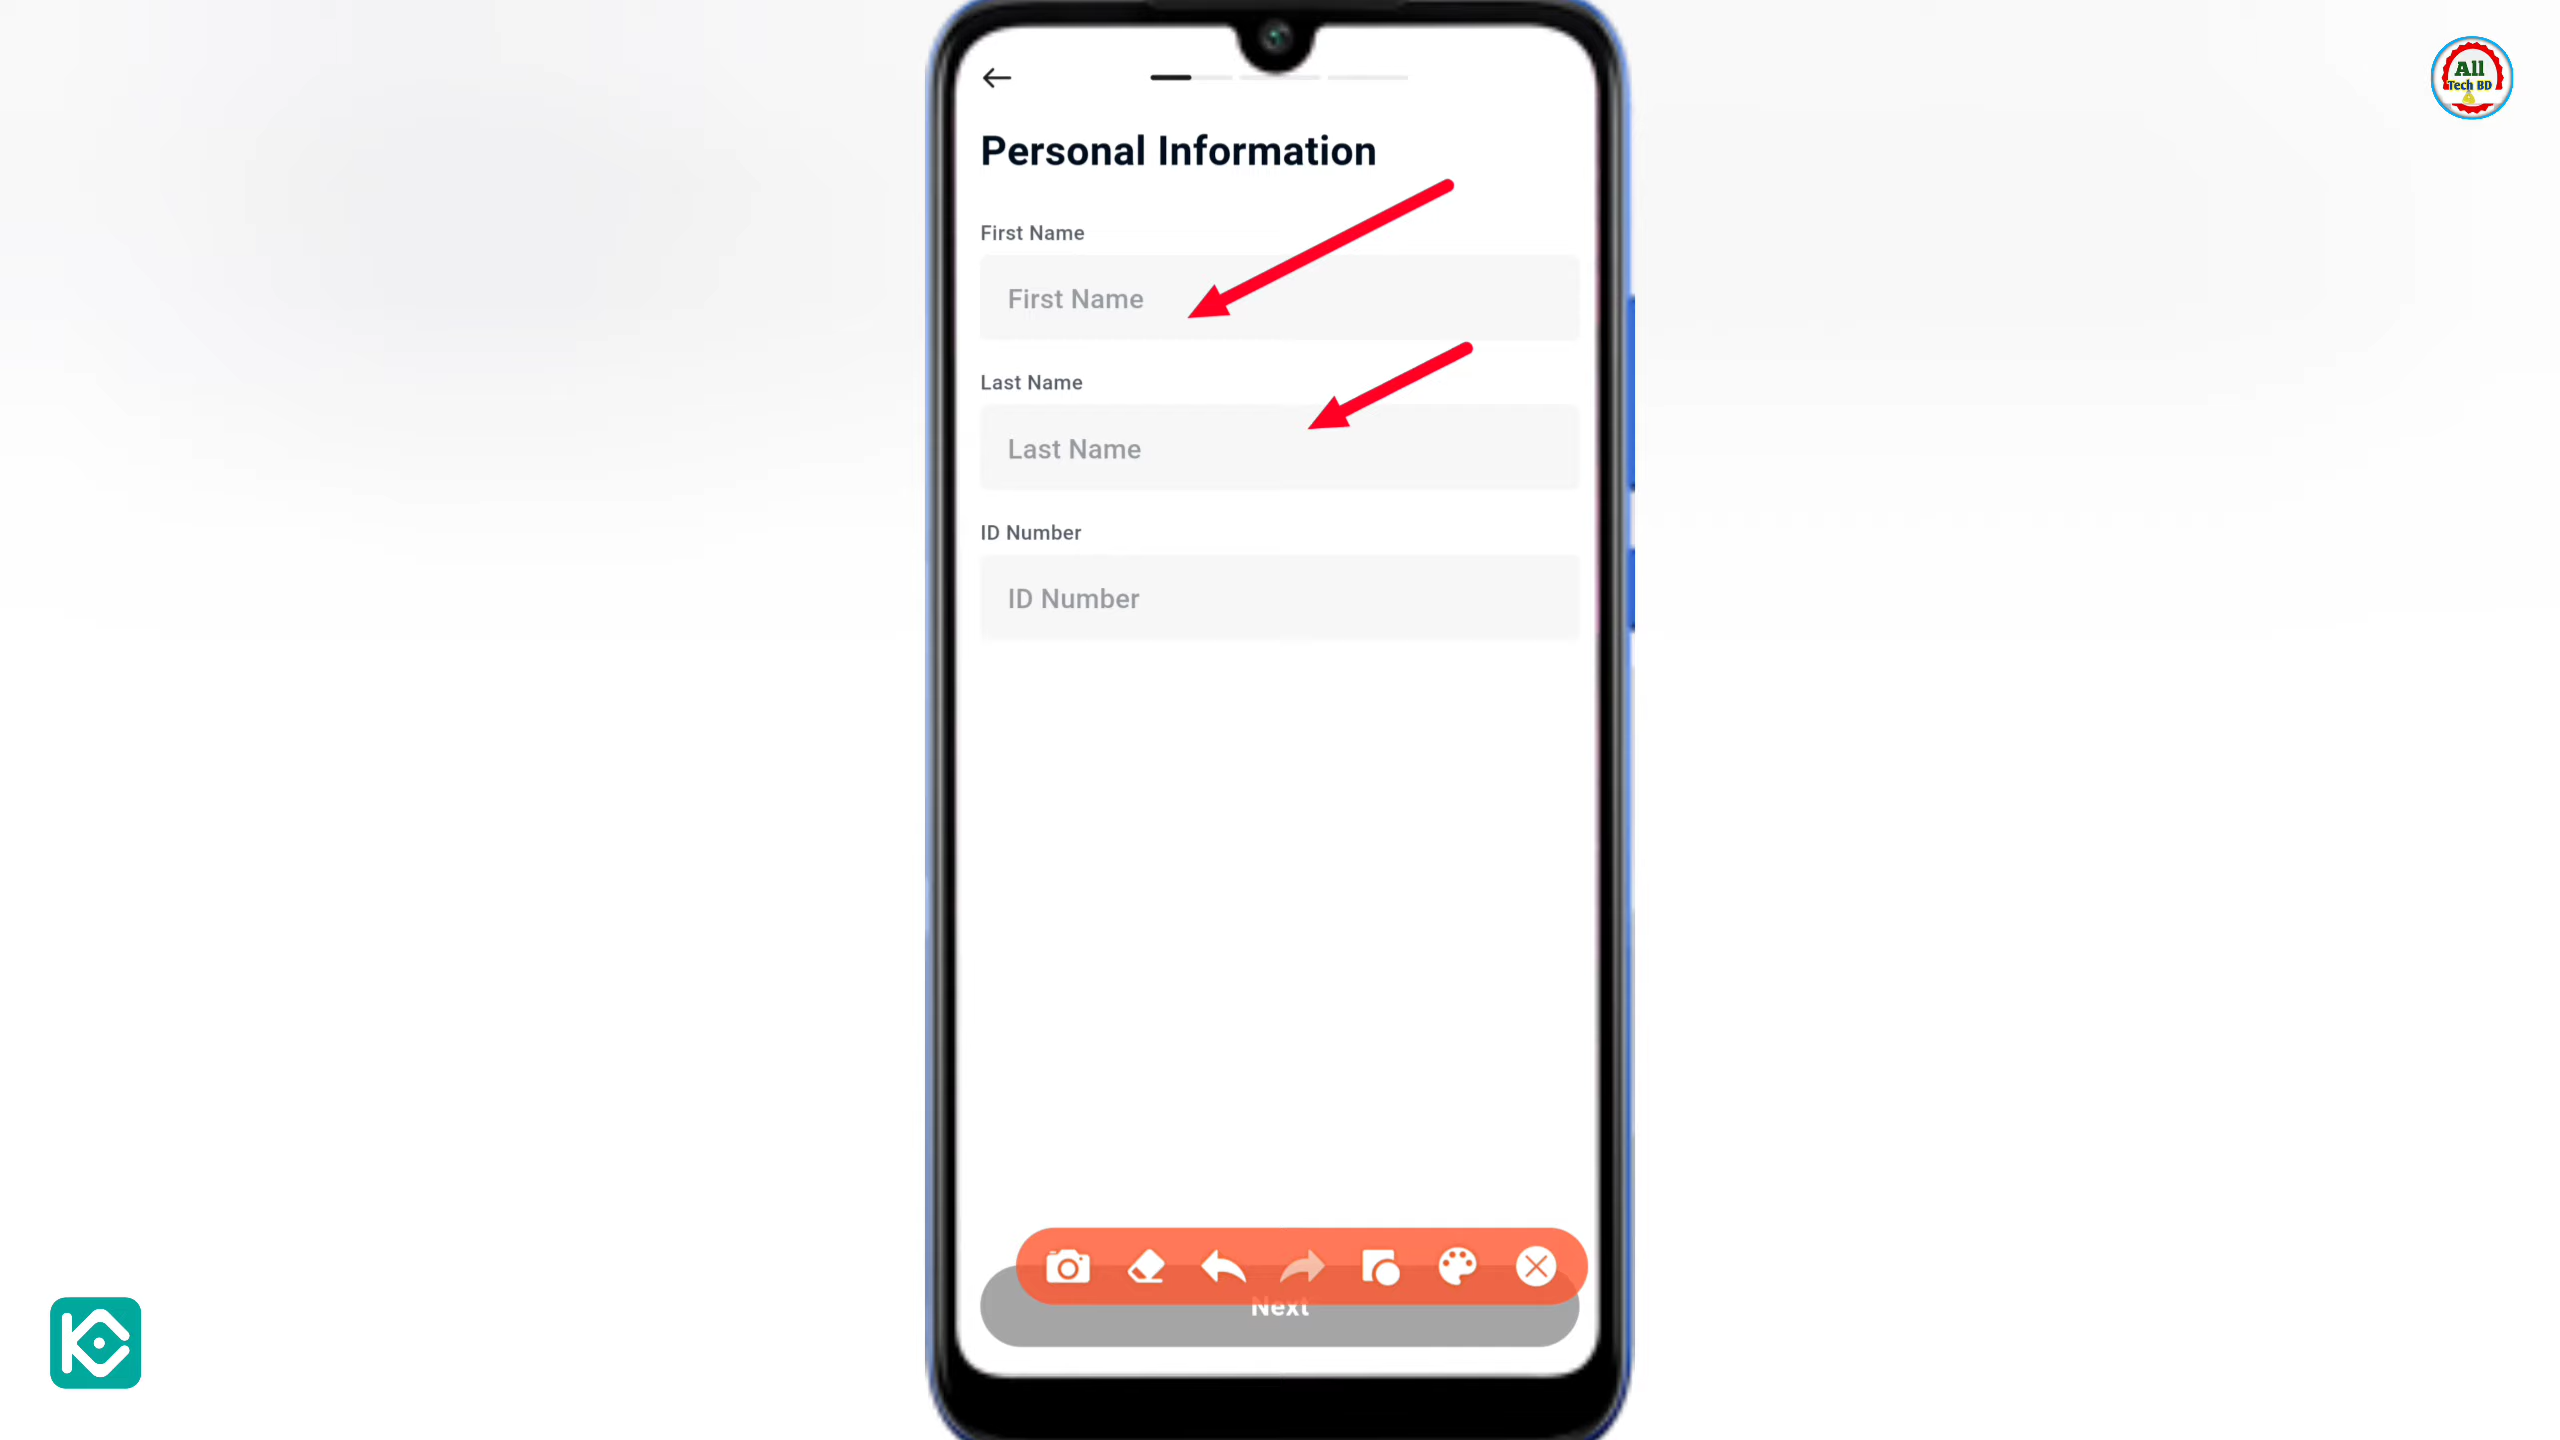 All
Tech BD
Personal Information
First Name
First Name
Last Name
Last Name
ID Number
ID Number
Next